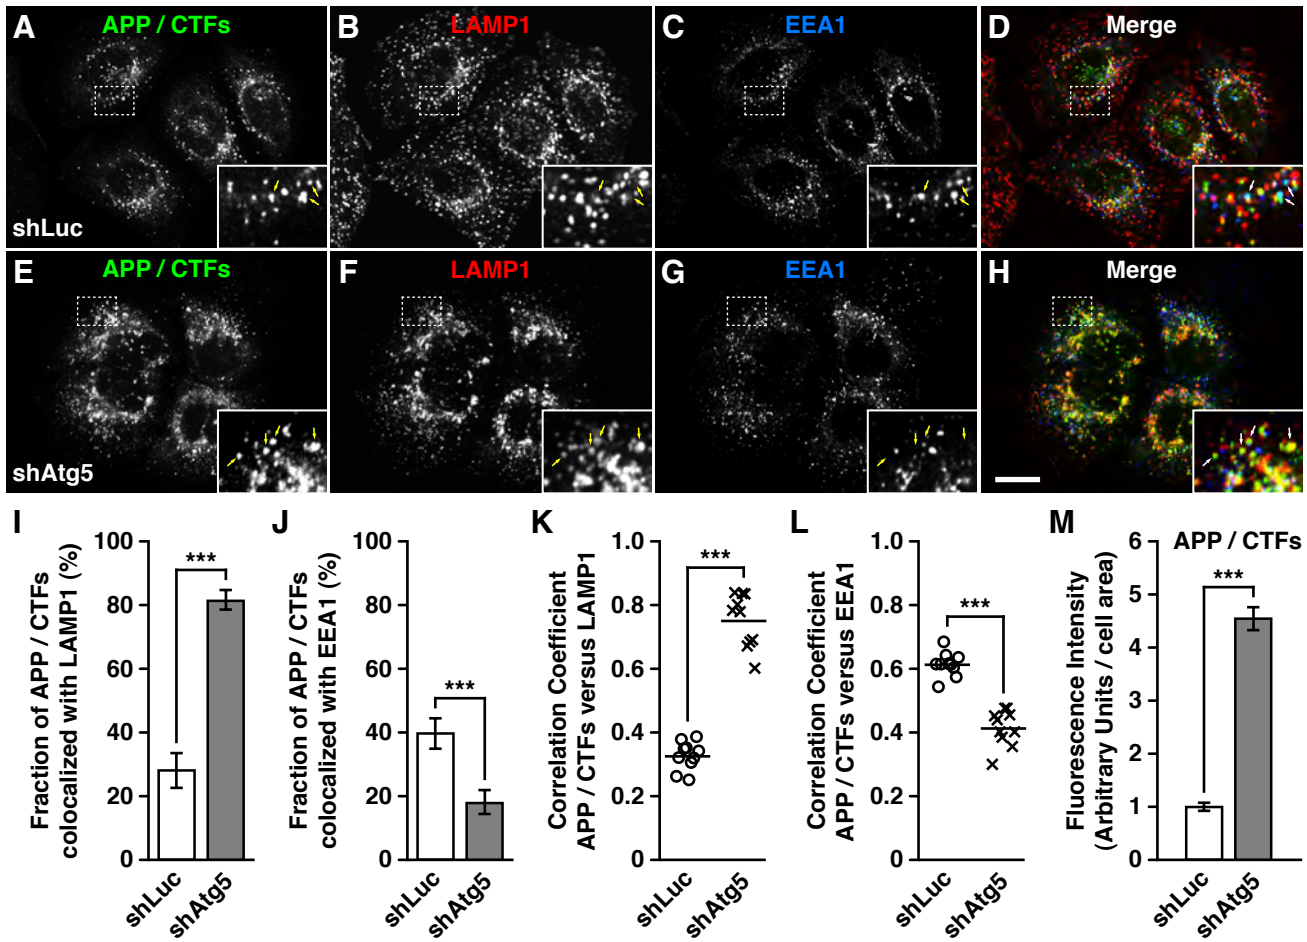 A APP / CTFs
B LAMP1
C EEA1
D Merge
shLuc
E APP / CTFs
F LAMP1
G EEA1
H Merge
shAtg5
I
Fraction of APP / CTFs
colocalized with LAMP1 (%)
100
80
60
40
20
0
***
shLuc
shAtg5
J
Fraction of APP / CTFs
colocalized with EEA1 (%)
100
80
60
40
20
0
***
shLuc
shAtg5
K
Correlation Coefficient
APP / CTFs versus LAMP1
1.0
0.8
0.6
0.4
0.2
0
***
shLuc
shAtg5
L
Correlation Coefficient
APP / CTFs versus EEA1
1.0
0.8
0.6
0.4
0.2
0
***
shLuc
shAtg5
M
APP / CTFs
Fluorescence Intensity
(Arbitrary Units / cell area)
6
5
4
3
2
1
0
***
shLuc
shAtg5